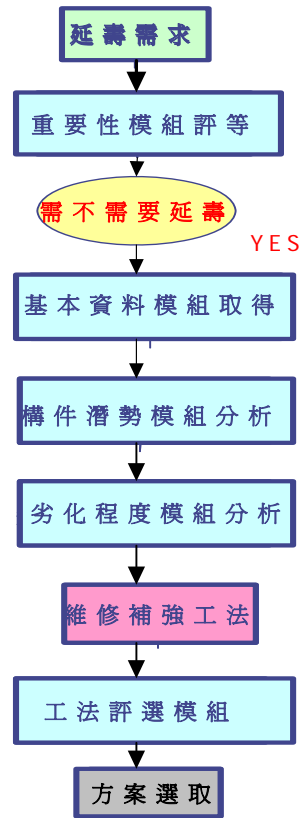 延壽需求
重要性模組評等
需不需要延壽
YES
基本資料模組取得
構件潛勢模組分析
劣化程度模組分析
維修補強工法
工法評選模組
方案選取